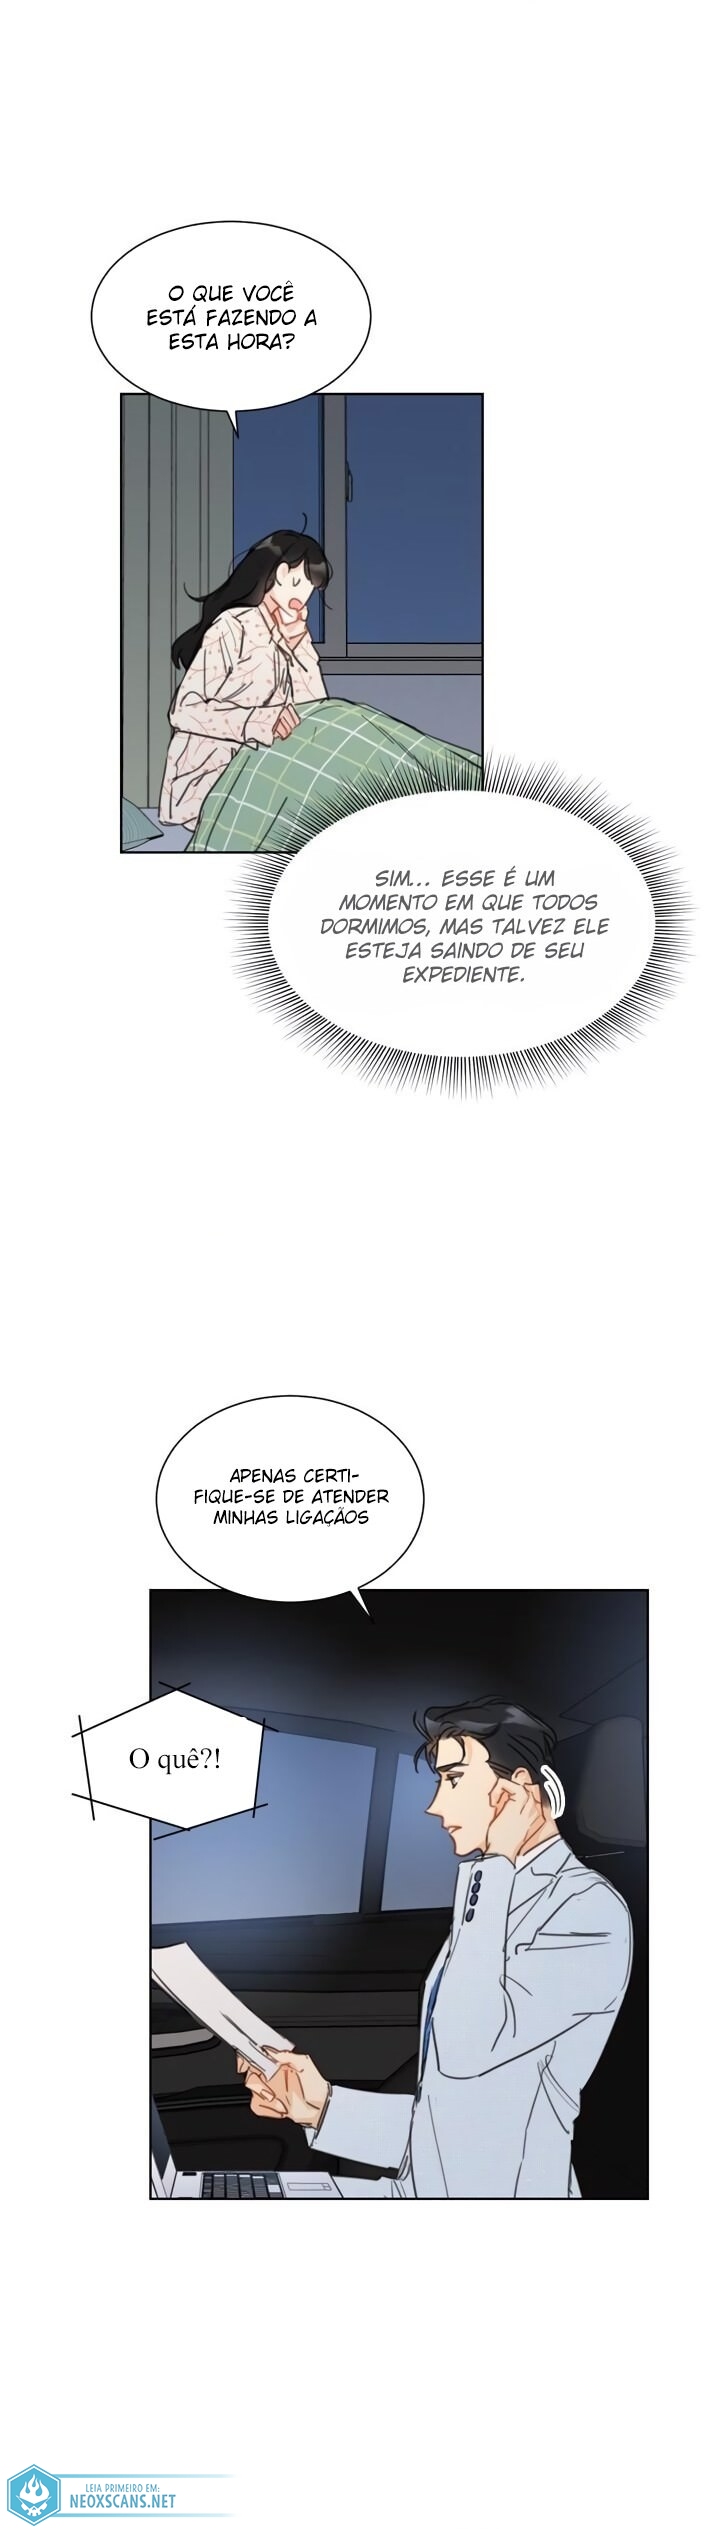 O QUE VOCÊ
ESTÁ FAZENDO A
ESTA HORA?
SIM... ESSE É UM
MOMENTO EM QUE TODOS
DORMIMOS, MAS TALVEZ ELE
ESTEJA SAINDO DE SEU
EXPEDIENTE.
APENAS CERTI-
FIQUE-SE DE ATENDER
MINHAS LIGAÇÃOS
O quê?!
LEIA PRIMEIRO EM:
NEOXSCANS.NET